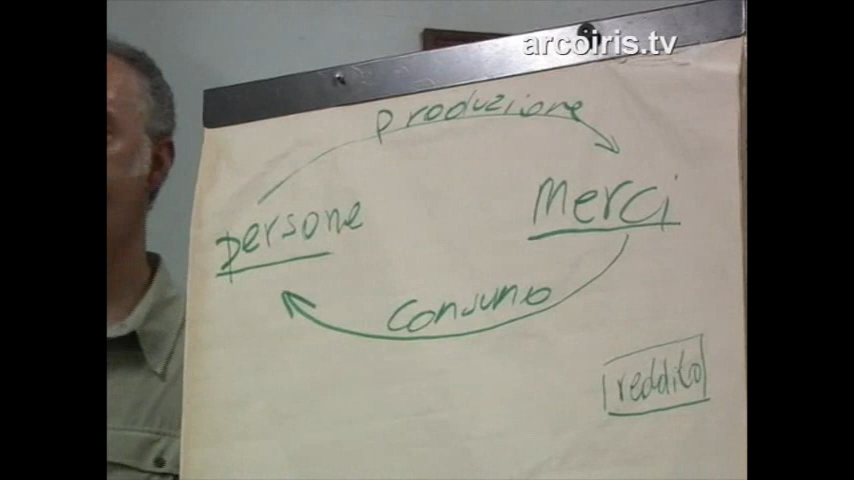 arcoiris.tv
produzione
persone
merci
consumo
reddito